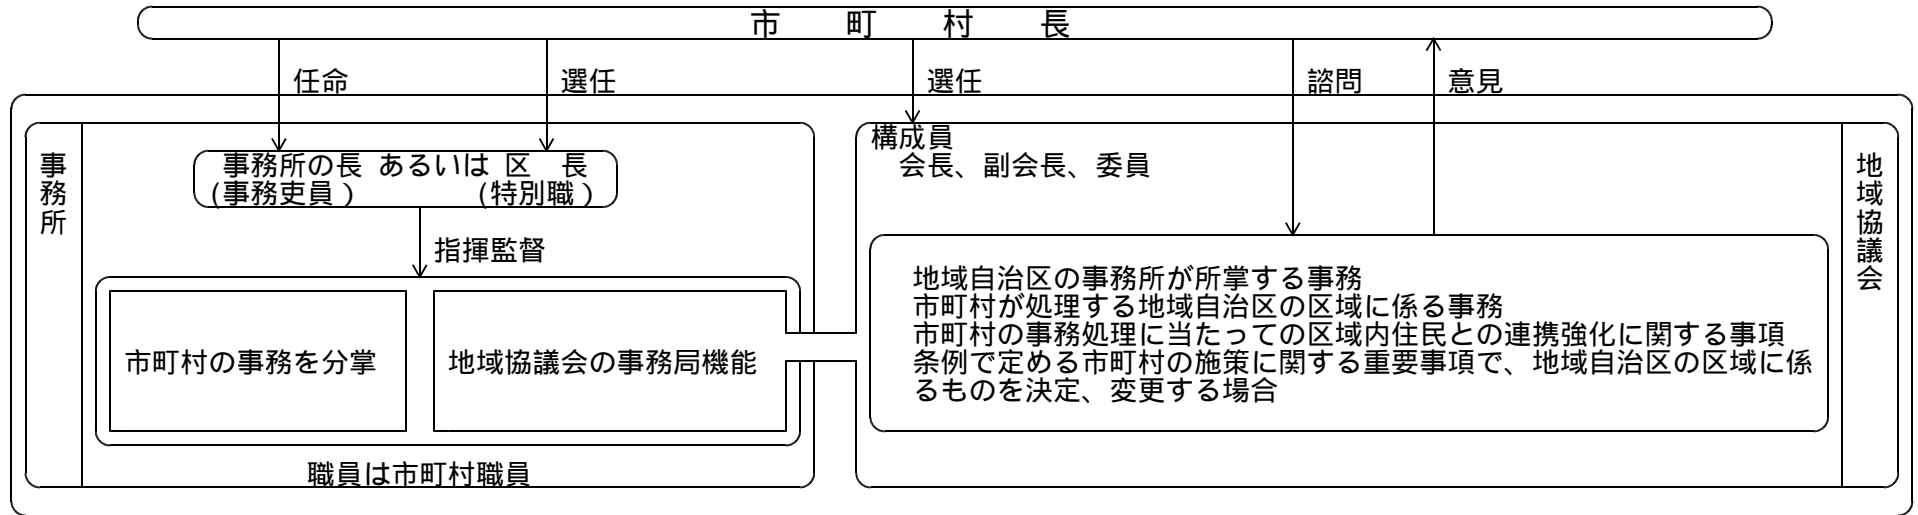 市 町 村 長
任命
選任
選任
諮問
意見
事務所
事務所の長 あるいは 区 長
(事務吏員) (特別職)
指揮監督
市町村の事務を分掌
地域協議会の事務局機能
職員は市町村職員
構成員
会長、副会長、委員
地域自治区の事務所が所掌する事務
市町村が処理する地域自治区の区域に係る事務
市町村の事務処理に当たっての区域内住民との連携強化に関する事項
条例で定める市町村の施策に関する重要事項で、地域自治区の区域に係
るものを決定、変更する場合
地域協議会